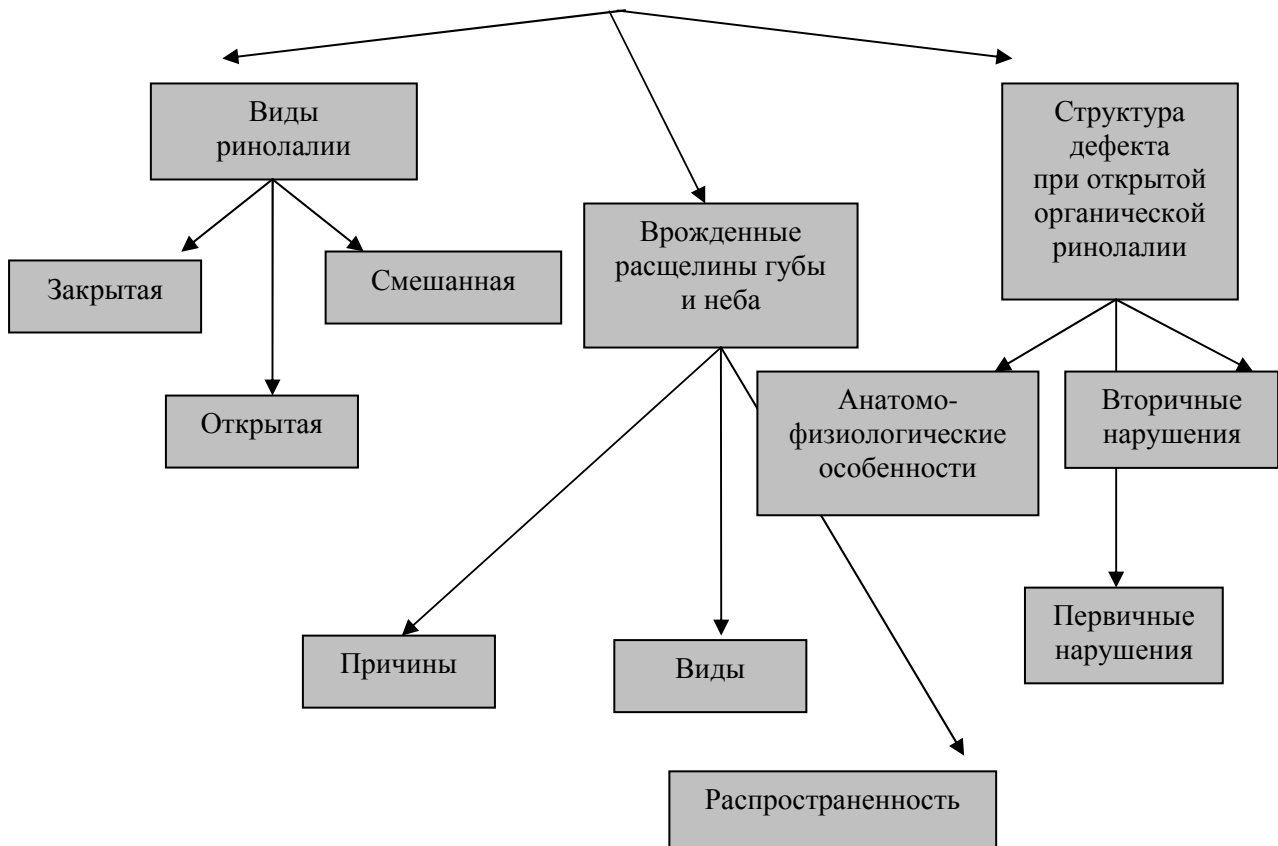 Виды
ринолалии
Структура
дефекта
при открытой
органической
ринолалии
Врожденные
расщелины губы
и неба
Закрытая
Смешанная
Открытая
Анатомо-
физиологические
особенности
Вторичные
нарушения
Первичные
нарушения
Причины
Виды
Распространенность